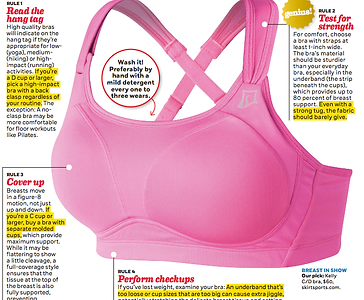 RULE 1
Read the
hang tag
High quality bras
will indicate on the
hang tag if they're
appropriate for low-
(yoga), medium-
(hiking) or high-
impact (running)
activities. If you're
a D cup or larger,
pick a high-impact
bra with a back
clasp regardless of
your routine. The
exception: A no-
clasp bra may be
more comfortable
for floor workouts
like Pilates.
Wash it!
Preferably by
hand with a
mild detergent
every one to
three wears.
genius!
RULE 2
Test for
strength
For comfort, choose
a bra with straps at
least 1-inch wide.
The bra's material
should be sturdier
than your everyday
bra, especially in the
underband (the strip
beneath the cups),
which provides up to
80 percent of breast
support. Even with a
strong tug, the fabric
should barely give.
RULE 3
Cover up
Breasts move
in a figure-8
motion, not just
up and down. If
you're a C cup or
larger, buy a bra with
separate molded
cups, which provide
maximum support.
While it may be
flattering to show
a little cleavage, a
full-coverage style
ensures that the
tissue at the top of
the breast is also
fully supported,
preventing
RULE 4
Perform checkups
If you've lost weight, examine your bra: An underband that's
too loose or cup sizes that are too big can cause extra jiggle,
BREAST IN SHOW
Our pick: Kelly
C/D bra, $60,
skirtsports.com.